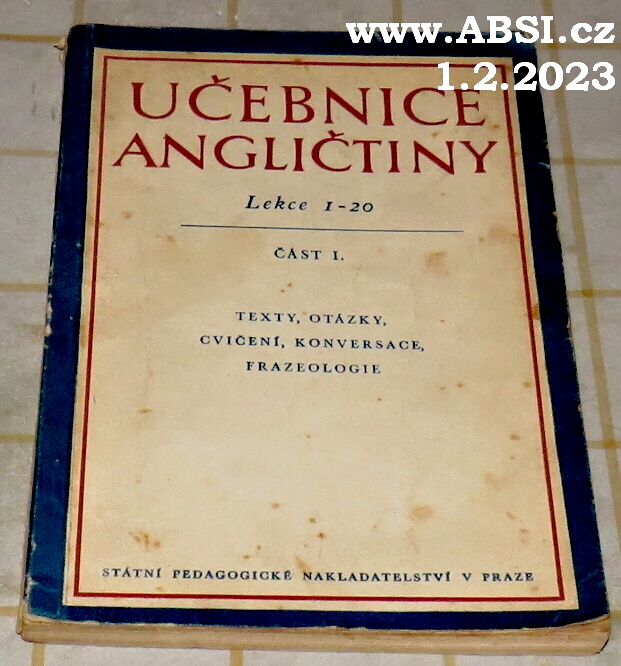 www.ABSI.cz
1.2.2023
UČEBNICE
ANGLIČTINY
Lekce 1-20
ČÁST I.
TEXTY, OTÁZKY,
CVIČENÍ, KONVERSACE,
FRAZEOLOGIE
STÁTNÍ PEDAGOGICKÉ NAKLADATELSTVÍ V PRAZE